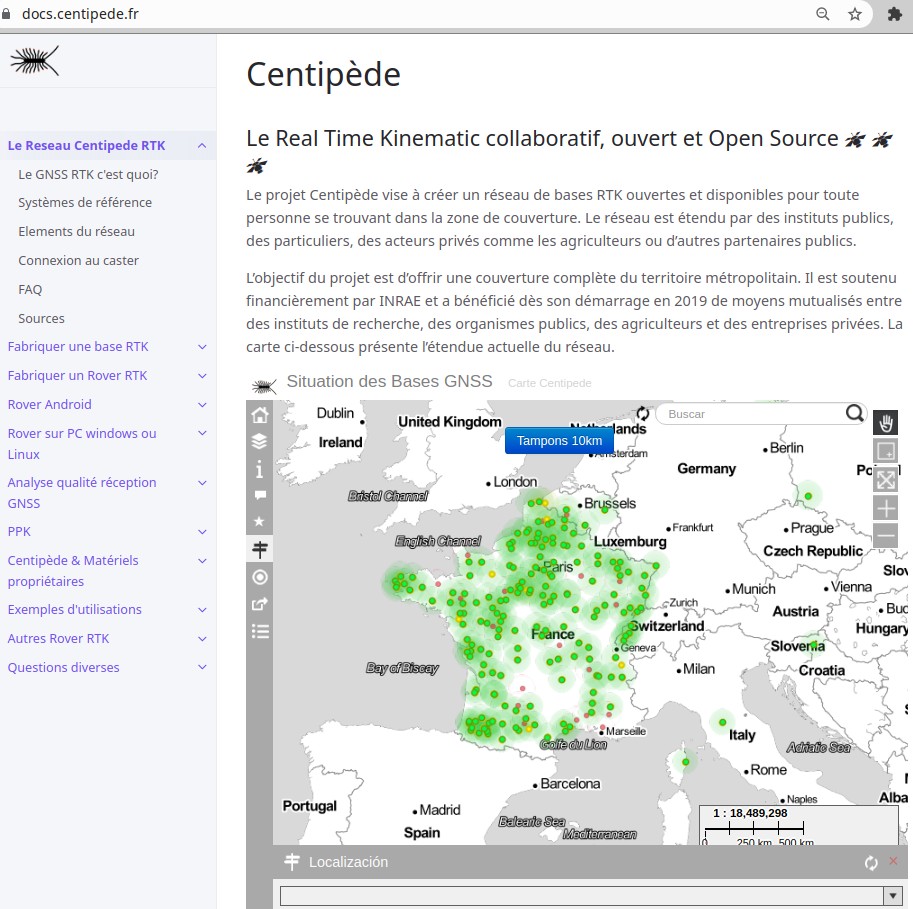 docs.centipede.fr
Le Reseau Centipede RTK
Le GNSS RTK c'est quoi?
Systèmes de référence
Elements du réseau
Connexion au caster
FAQ
Sources
Fabriquer une base RTK
Fabriquer un Rover RTK
Rover Android
Rover sur PC windows ou
Linux
Analyse qualité réception
GNSS
PPK
Centipède & Matériels
propriétaires
Exemples d'utilisations
Autres Rover RTK
Questions diverses
Centipède
Le Real Time Kinematic collaboratif, ouvert et Open Source
Le projet Centipède vise à créer un réseau de bases RTK ouvertes et disponibles pour toute
personne se trouvant dans la zone de couverture. Le réseau est étendu par des instituts publics,
des particuliers, des acteurs privés comme les agriculteurs ou d’autres partenaires publics.
L’objectif du projet est d’offrir une couverture complète du territoire métropolitain. Il est soutenu
financièrement par INRAE et a bénéficié dès son démarrage en 2019 de moyens mutualisés entre
des instituts de recherche, des organismes publics, des agriculteurs et des entreprises privées. La
carte ci-dessous présente l’étendue actuelle du réseau.
Situation des Bases GNSS Carte Centipede
Buscar
Tampons 10km
Dublin
United Kingdom
Netherlands
Ireland
Amsterdam
Berlin
Germany
London
Bristol Channel
Brussels
Frankfurt
Prague
English Channel
Luxemburg
Czech Republic
Paris
Munich
Vienna
Zurich
Austria
Switzerland
Hungary
France
Geneva
Slovenia
Bay of Biscay
Milan
Croatia
Marseille
Golfe du Lion
Italy
Adriatic Sea
Rome
Barcelona
Naples
Portugal
Madrid
Balearic Sea
Spain
Mediterranean
1 : 18,489,298
0 250 km 500 km
Localización